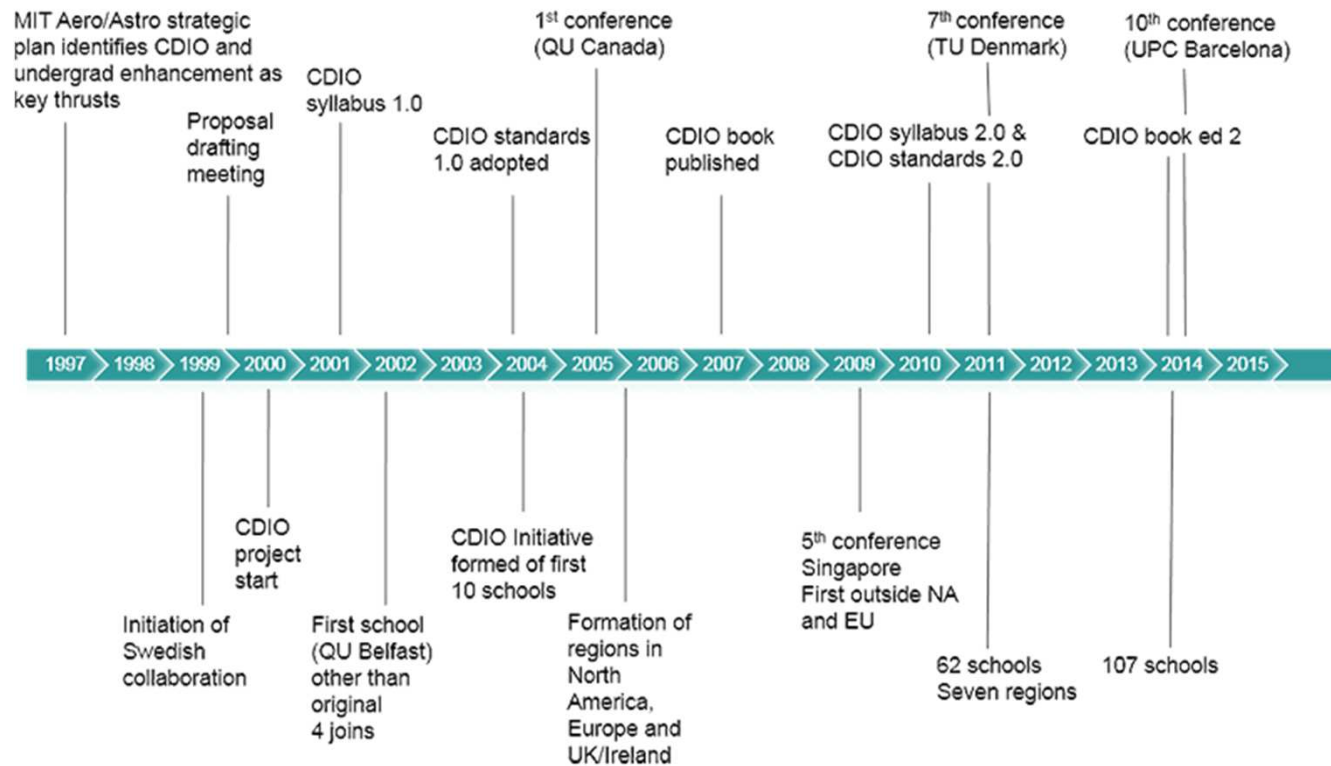 MIT Aero/Astro strategic
plan identifies CDIO and
undergrad enhancement as
key thrusts
Proposal
drafting
meeting
CDIO
syllabus 1.0
CDIO standards
1.0 adopted
1st conference
(QU Canada)
CDIO book
published
CDIO syllabus 2.0 &
CDIO standards 2.0
7th conference
(TU Denmark)
10th conference
(UPC Barcelona)
CDIO book ed 2
1997 1998 1999 2000 2001 2002 2003 2004 2005 2006 2007 2008 2009 2010 2011 2012 2013 2014 2015
Initiation of
Swedish
collaboration
CDIO
project
start
First school
(QU Belfast)
other than
original
4 joins
CDIO Initiative
formed of first
10 schools
Formation of
regions in
North
America,
Europe and
UK/Ireland
5th conference
Singapore
First outside NA
and EU
62 schools
Seven regions
107 schools